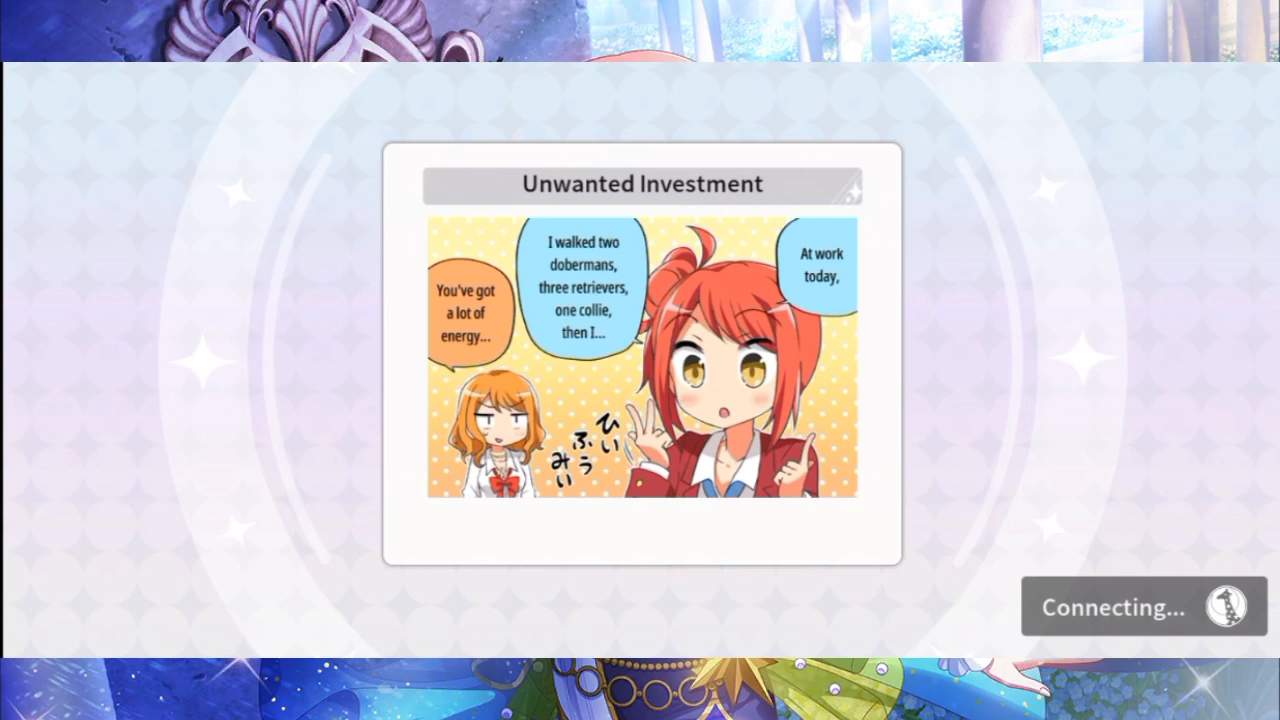 Unwanted Investment
At work
today,
I walked two
dobermans,
three retrievers,
one collie,
then I...
You've got
a lot of
energy...
ひい
ふう
みい
Connecting...